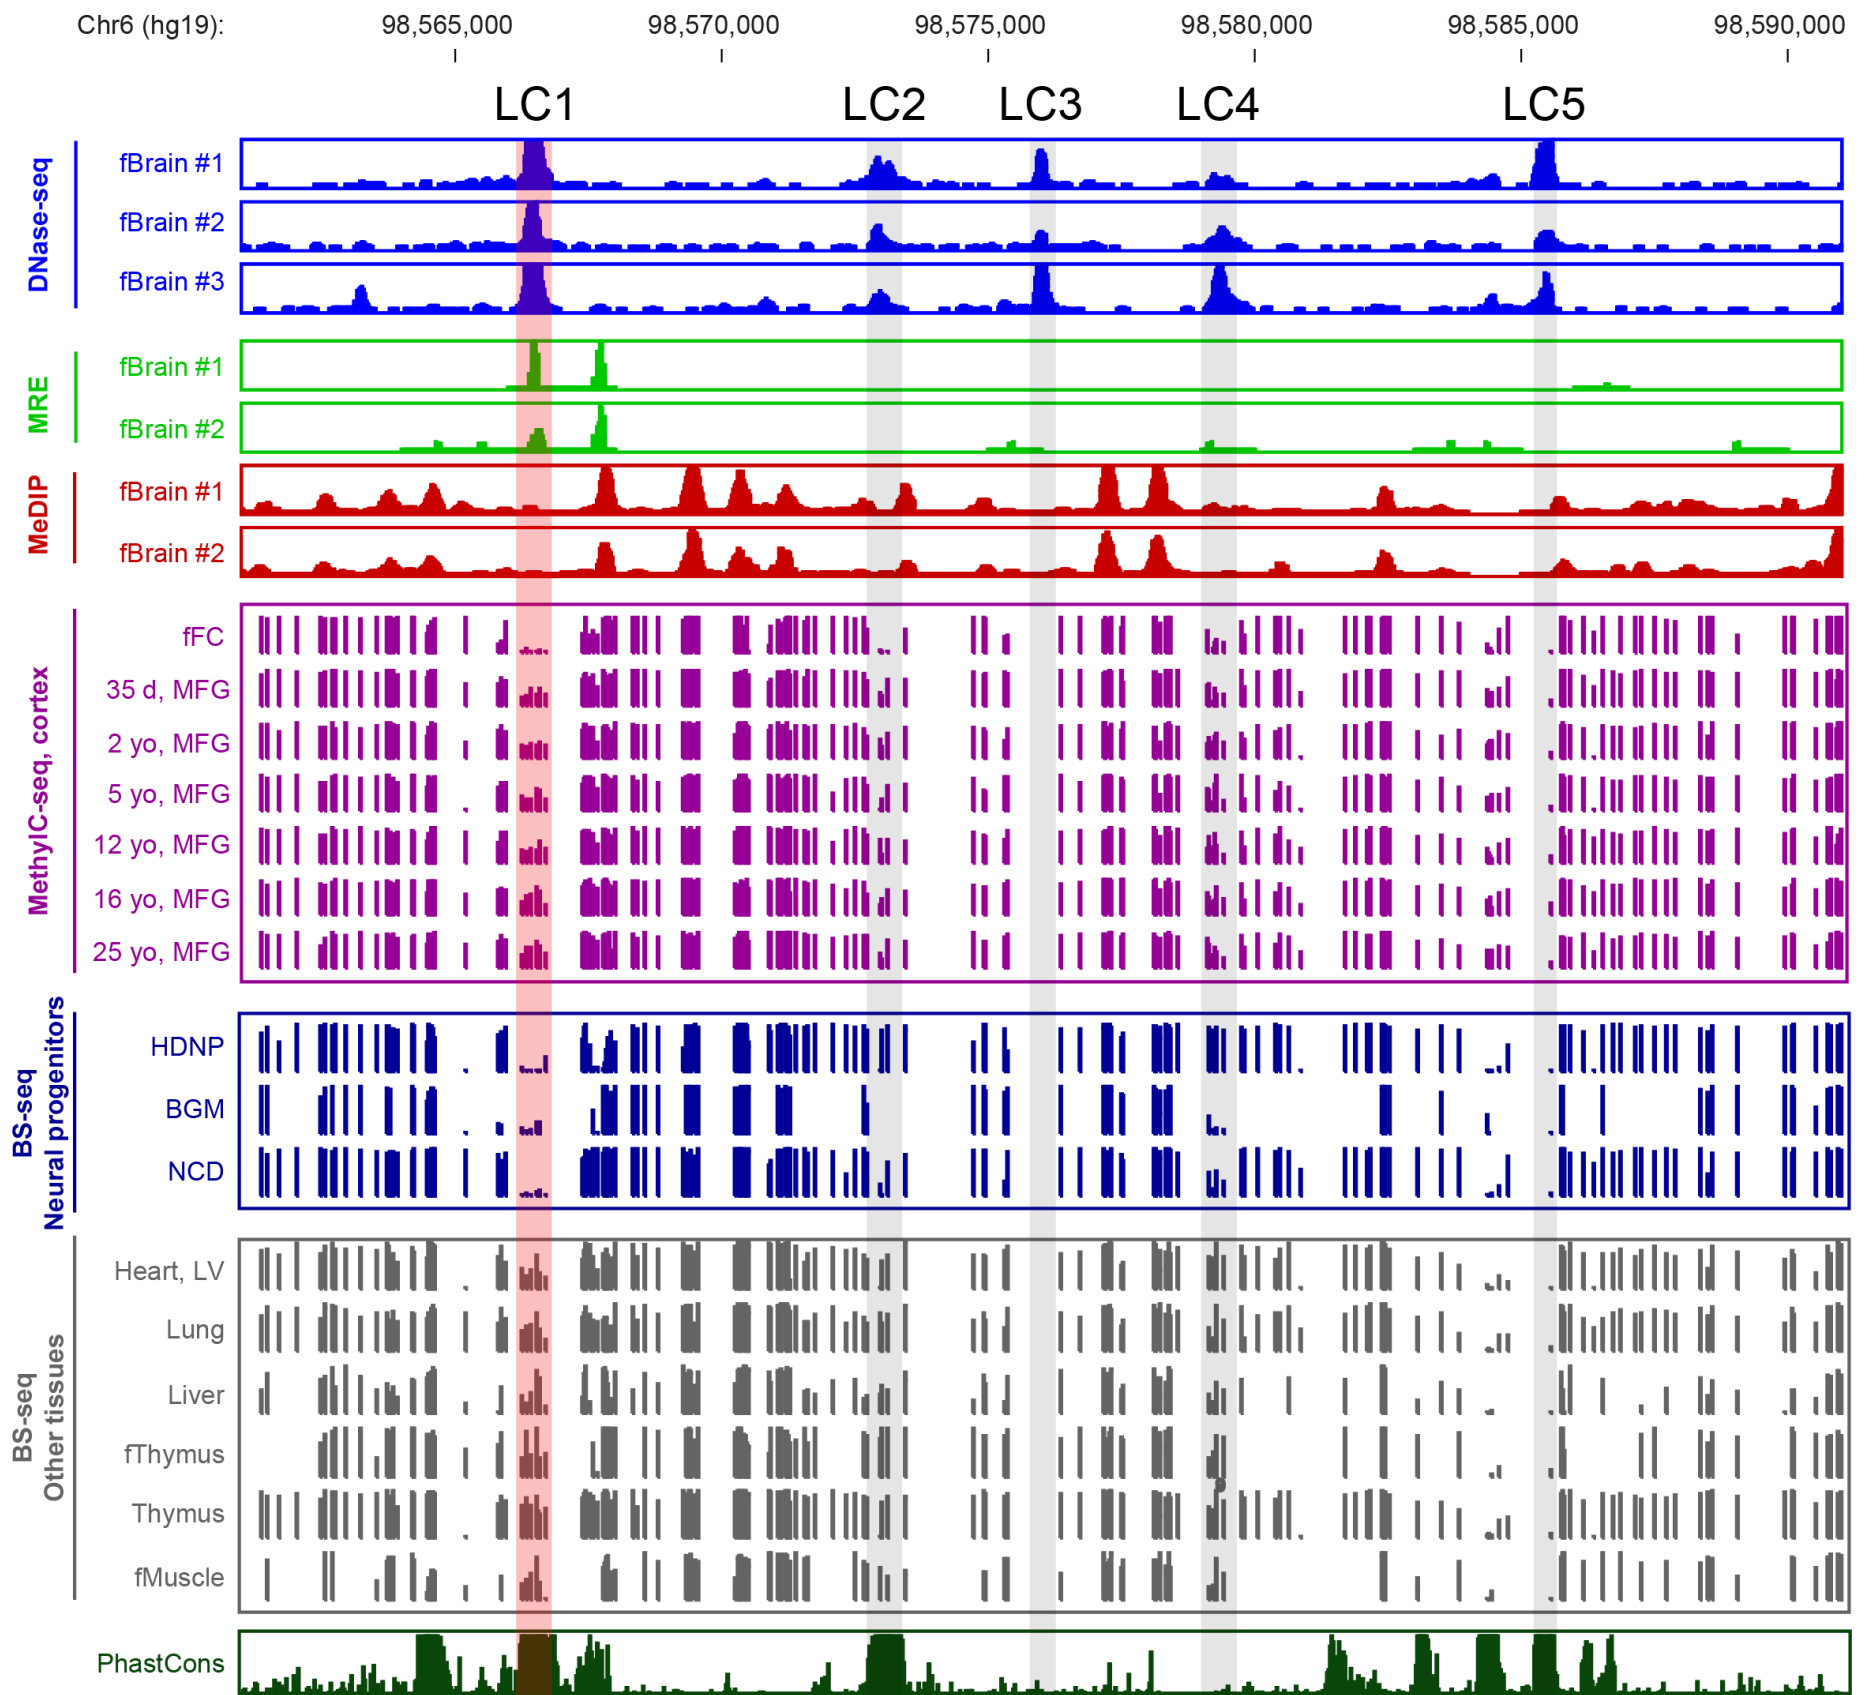 Chr6 (hg19): 98,565,000 98,570,000 98,575,000 98,580,000 98,585,000 98,590,000
LC1 LC2 LC3 LC4 LC5
DNase-seq
fBrain #1
fBrain #2
fBrain #3
MRE
fBrain #1
fBrain #2
MeDIP
fBrain #1
fBrain #2
MethylC-seq, cortex
fFC
35 d, MFG
2 yo, MFG
5 yo, MFG
12 yo, MFG
16 yo, MFG
25 yo, MFG
BS-seq
Neural progenitors
HDNP
BGM
NCD
BS-seq
Other tissues
Heart, LV
Lung
Liver
fThymus
Thymus
fMuscle
PhastCons